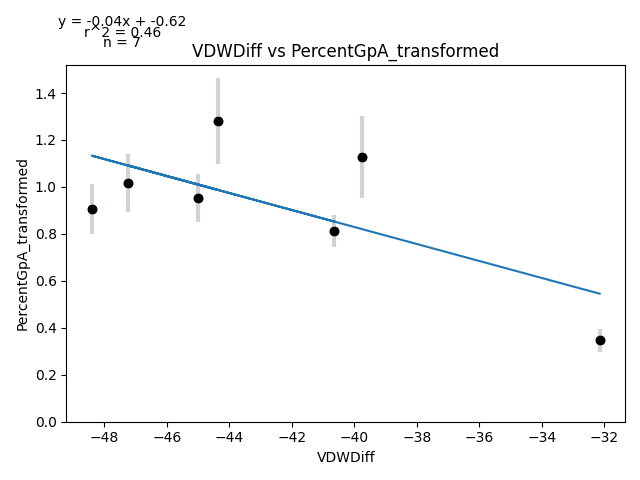 y = -0.04x + -0.62
r^2 = 0.46
n = 7
VDWDiff vs PercentGpA_transformed
PercentGpA_transformed
1.4
1.2
1.0
0.8
0.6
0.4
0.2
0.0
−48 −46 −44 −42 −40 −38 −36 −34 −32
VDWDiff